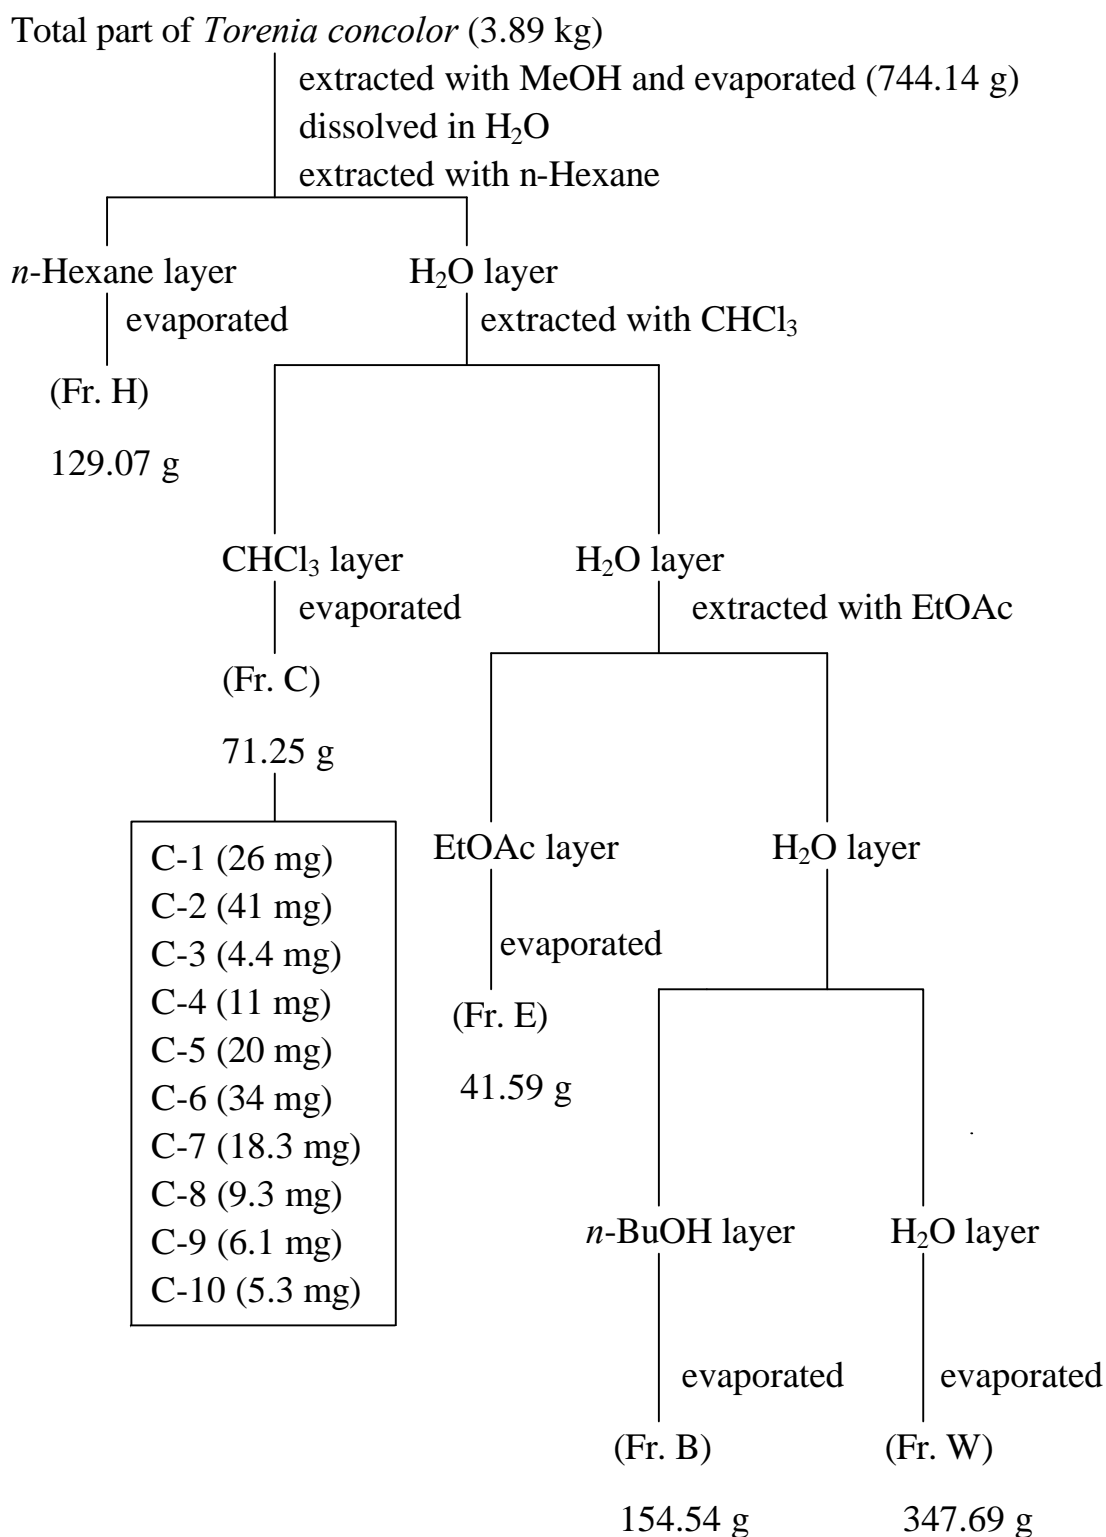 Total part of Torenia concolor (3.89 kg)
extracted with MeOH and evaporated (744.14 g)
dissolved in H₂O
extracted with n-Hexane
n-Hexane layer
H₂O layer
evaporated
extracted with CHCl₃
(Fr. H)
129.07 g
CHCl₃ layer
H₂O layer
evaporated
extracted with EtOAc
(Fr. C)
71.25 g
C-1 (26 mg)
C-2 (41 mg)
C-3 (4.4 mg)
C-4 (11 mg)
C-5 (20 mg)
C-6 (34 mg)
C-7 (18.3 mg)
C-8 (9.3 mg)
C-9 (6.1 mg)
C-10 (5.3 mg)
EtOAc layer
H₂O layer
evaporated
(Fr. E)
41.59 g
n-BuOH layer
H₂O layer
evaporated
evaporated
(Fr. B)
(Fr. W)
154.54 g
347.69 g